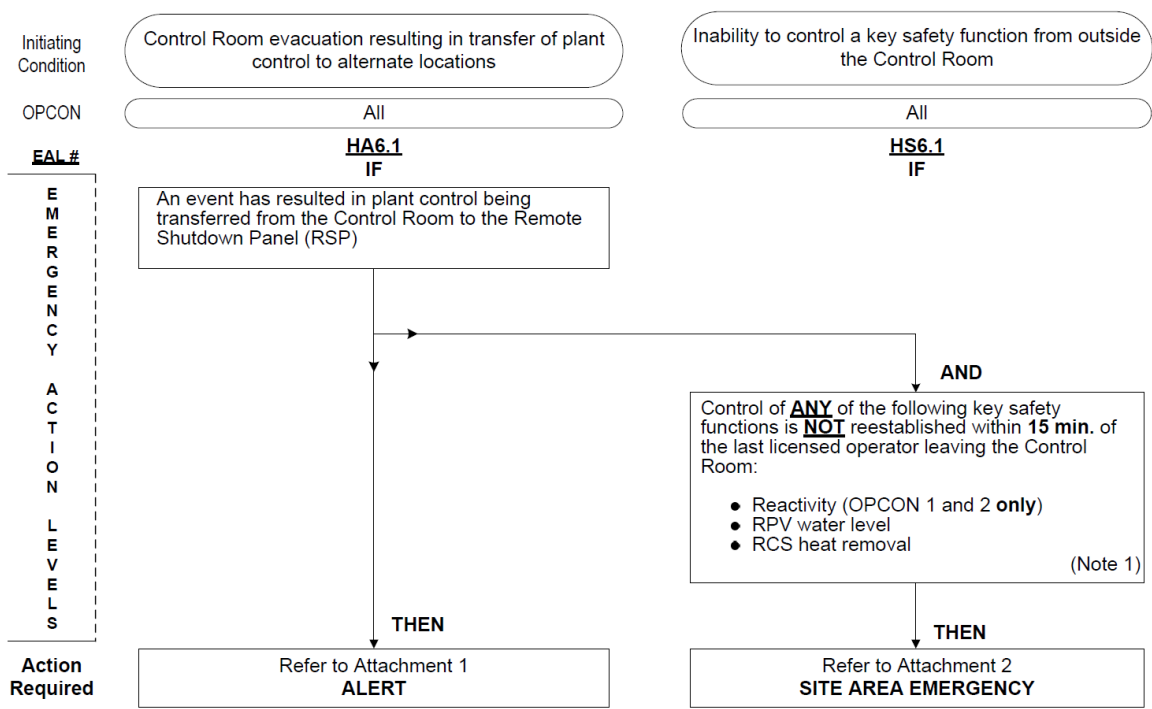 Initiating
Condition
Control Room evacuation resulting in transfer of plant
control to alternate locations
Inability to control a key safety function from outside
the Control Room
OPCON
All
All
EAL #
HA6.1
IF
HS6.1
IF
E
M
E
R
G
E
N
C
Y
A
C
T
I
O
N
L
E
V
E
L
S
An event has resulted in plant control being
transferred from the Control Room to the Remote
Shutdown Panel (RSP)
AND
Control of ANY of the following key safety
functions is NOT reestablished within 15 min. of
the last licensed operator leaving the Control
Room:
● Reactivity (OPCON 1 and 2 only)
● RPV water level
● RCS heat removal
(Note 1)
THEN
THEN
Action
Required
Refer to Attachment 1
ALERT
Refer to Attachment 2
SITE AREA EMERGENCY